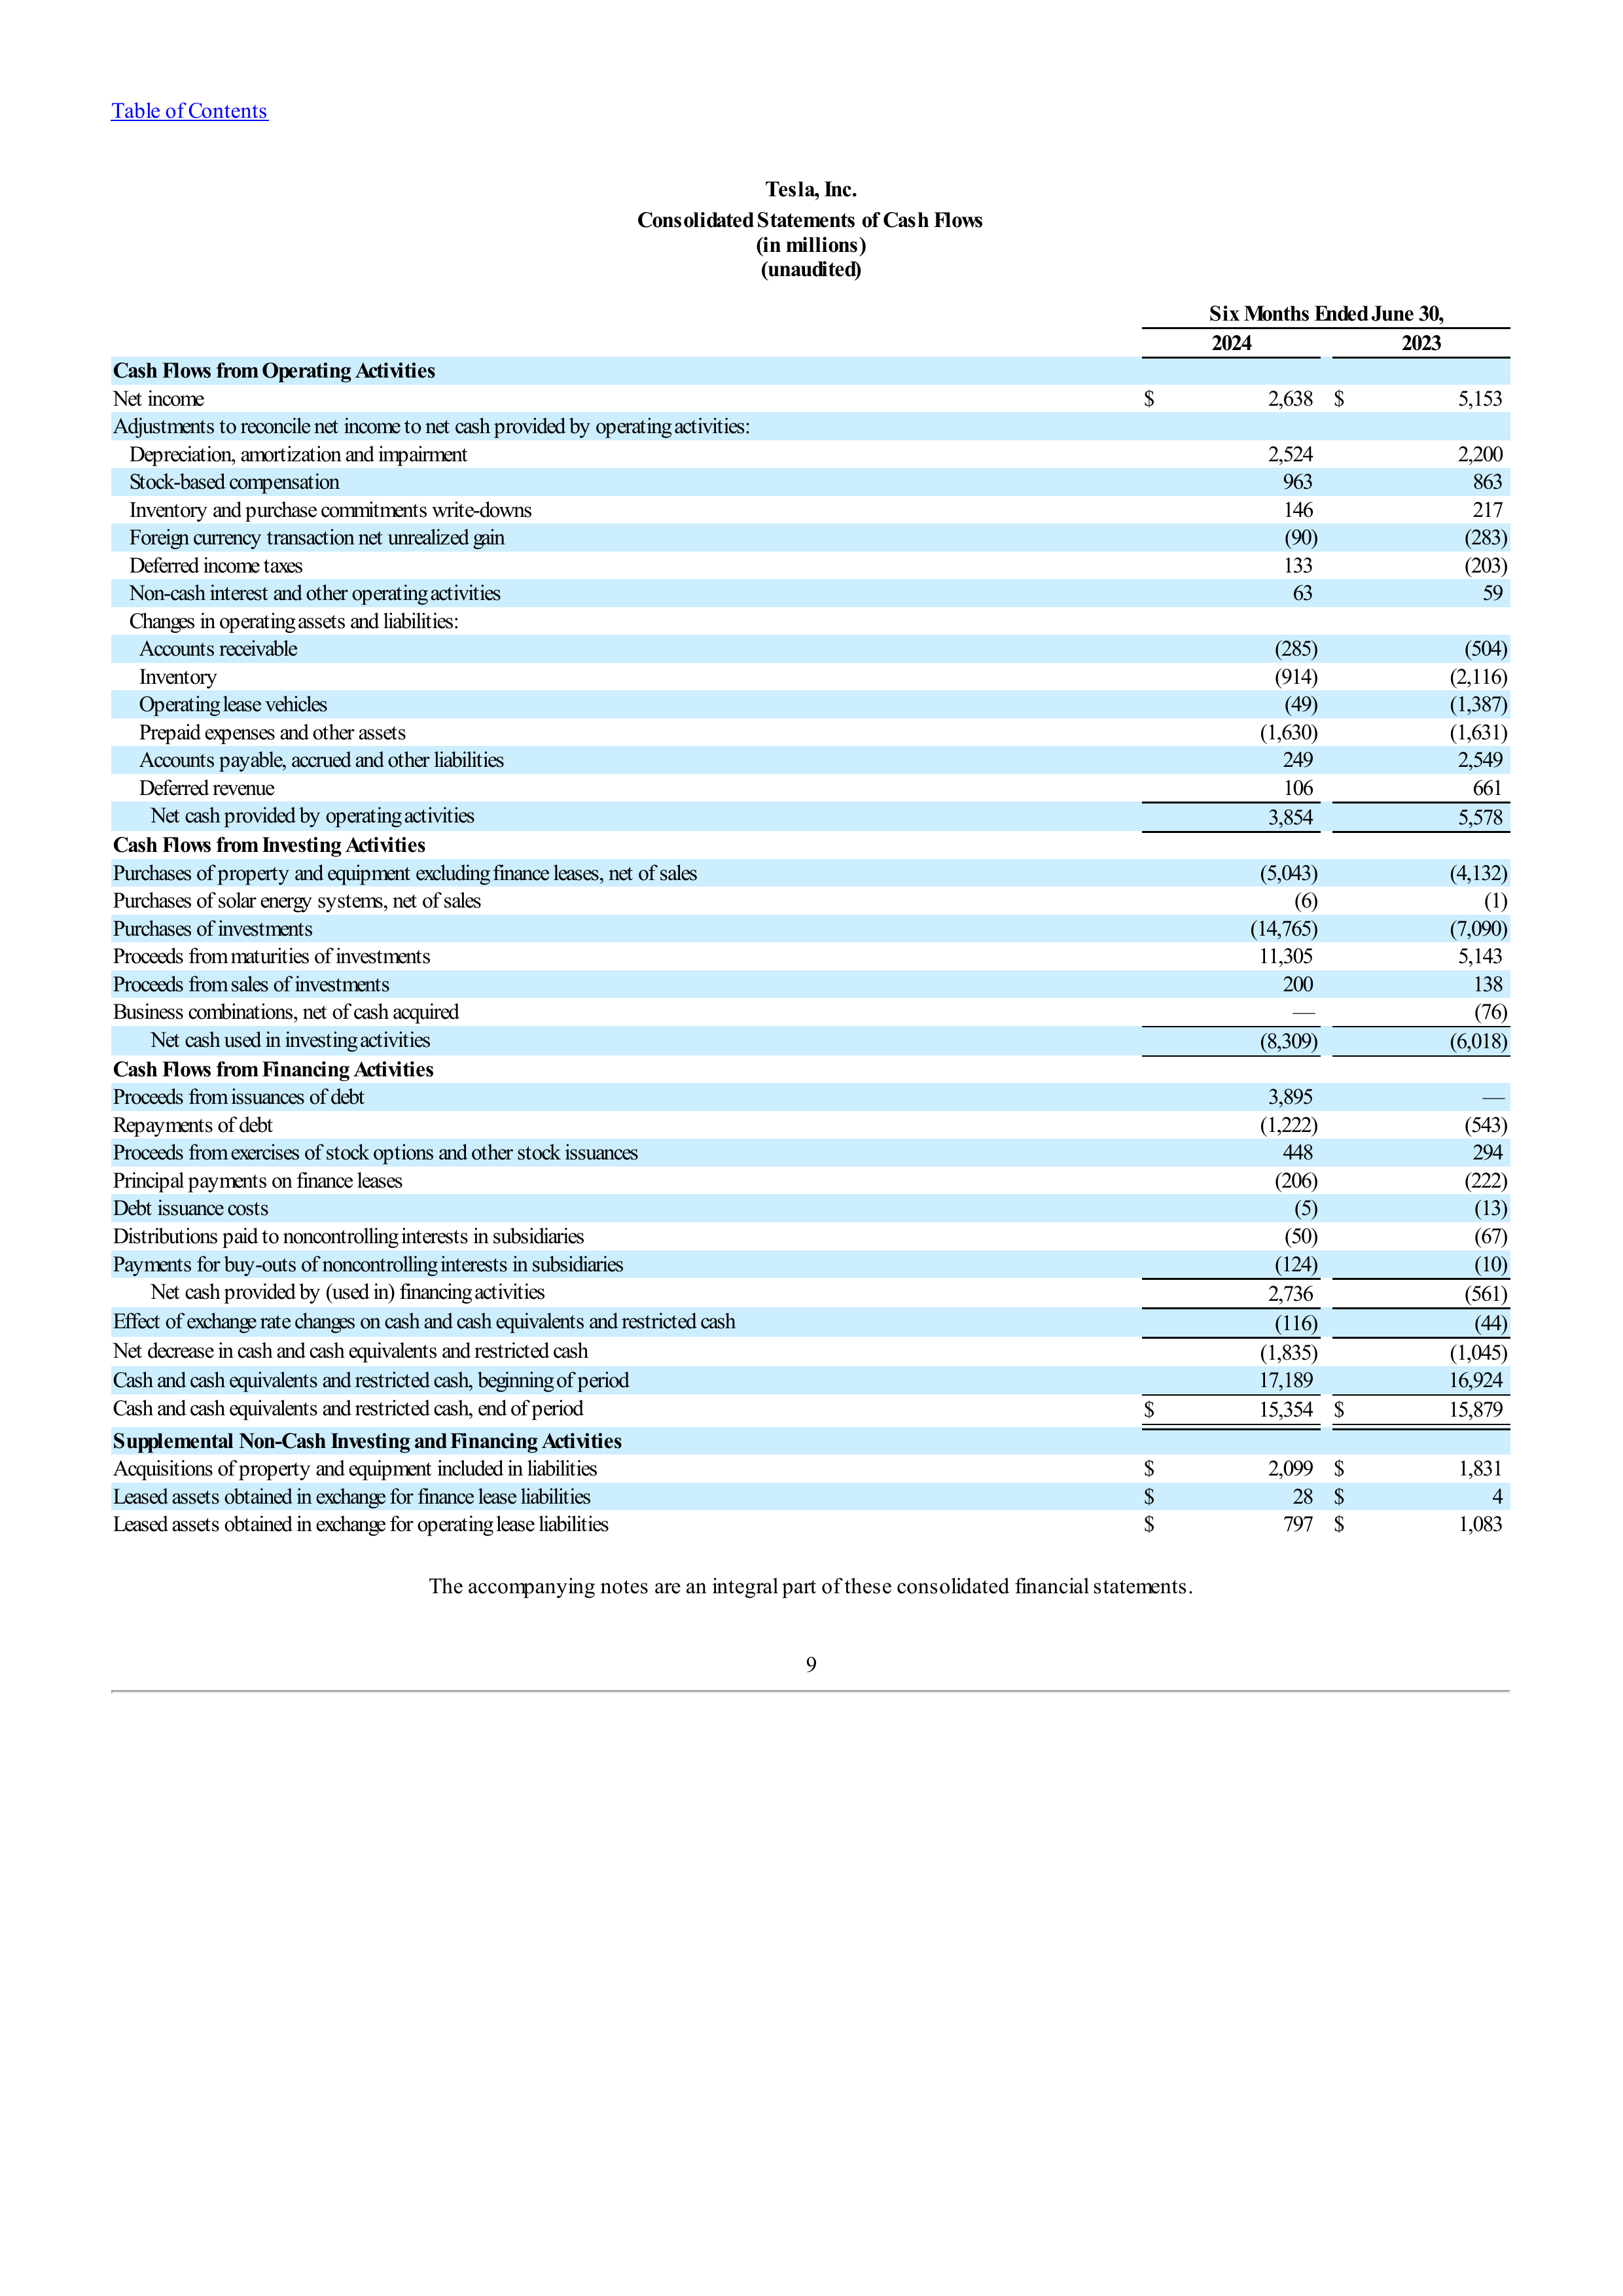 Table of Contents
Tesla, Inc.
Consolidated Statements of Cash Flows
(in millions)
(unaudited)
Six Months Ended June 30,
2024 2023
Cash Flows from Operating Activities
Net income $ 2,638 $ 5,153
Adjustments to reconcile net income to net cash provided by operating activities:
Depreciation, amortization and impairment 2,524 2,200
Stock-based compensation 963 863
Inventory and purchase commitments write-downs 146 217
Foreign currency transaction net unrealized gain (90) (283)
Deferred income taxes 133 (203)
Non-cash interest and other operating activities 63 59
Changes in operating assets and liabilities:
Accounts receivable (285) (504)
Inventory (914) (2,116)
Operating lease vehicles (49) (1,387)
Prepaid expenses and other assets (1,630) (1,631)
Accounts payable, accrued and other liabilities 249 2,549
Deferred revenue 106 661
Net cash provided by operating activities 3,854 5,578
Cash Flows from Investing Activities
Purchases of property and equipment excluding finance leases, net of sales (5,043) (4,132)
Purchases of solar energy systems, net of sales (6) (1)
Purchases of investments (14,765) (7,090)
Proceeds from maturities of investments 11,305 5,143
Proceeds from sales of investments 200 138
Business combinations, net of cash acquired — (76)
Net cash used in investing activities (8,309) (6,018)
Cash Flows from Financing Activities
Proceeds from issuances of debt 3,895 —
Repayments of debt (1,222) (543)
Proceeds from exercises of stock options and other stock issuances 448 294
Principal payments on finance leases (206) (222)
Debt issuance costs (5) (13)
Distributions paid to noncontrolling interests in subsidiaries (50) (67)
Payments for buy-outs of noncontrolling interests in subsidiaries (124) (10)
Net cash provided by (used in) financing activities 2,736 (561)
Effect of exchange rate changes on cash and cash equivalents and restricted cash (116) (44)
Net decrease in cash and cash equivalents and restricted cash (1,835) (1,045)
Cash and cash equivalents and restricted cash, beginning of period 17,189 16,924
Cash and cash equivalents and restricted cash, end of period $ 15,354 $ 15,879
Supplemental Non-Cash Investing and Financing Activities
Acquisitions of property and equipment included in liabilities $ 2,099 $ 1,831
Leased assets obtained in exchange for finance lease liabilities $ 28 $ 4
Leased assets obtained in exchange for operating lease liabilities $ 797 $ 1,083
The accompanying notes are an integral part of these consolidated financial statements.
9